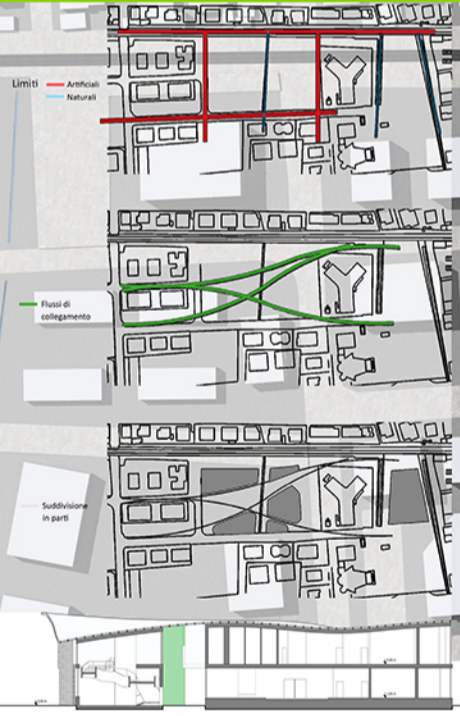 Limiti
Artificiali
Naturali
Flussi di
collegamento
Suddivisione
in parti